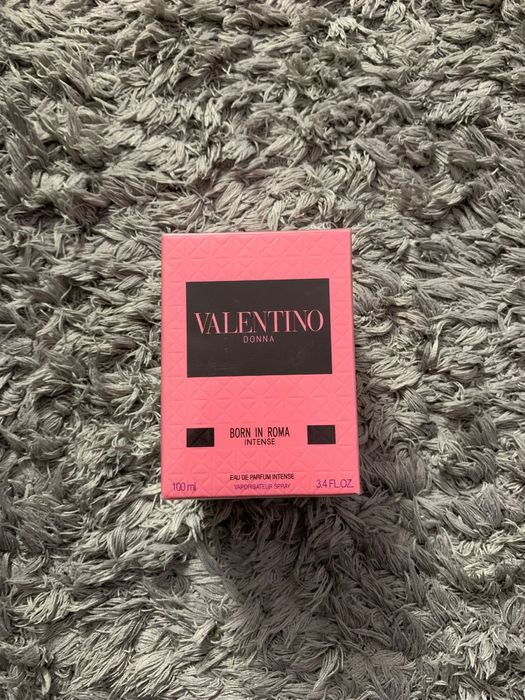 VALENTINO
DONNA
BORN IN ROMA
INTENSE
EAU DE PARFUM INTENSE
100 ml VAPORISATEUR SPRAY 3.4 FL.OZ.